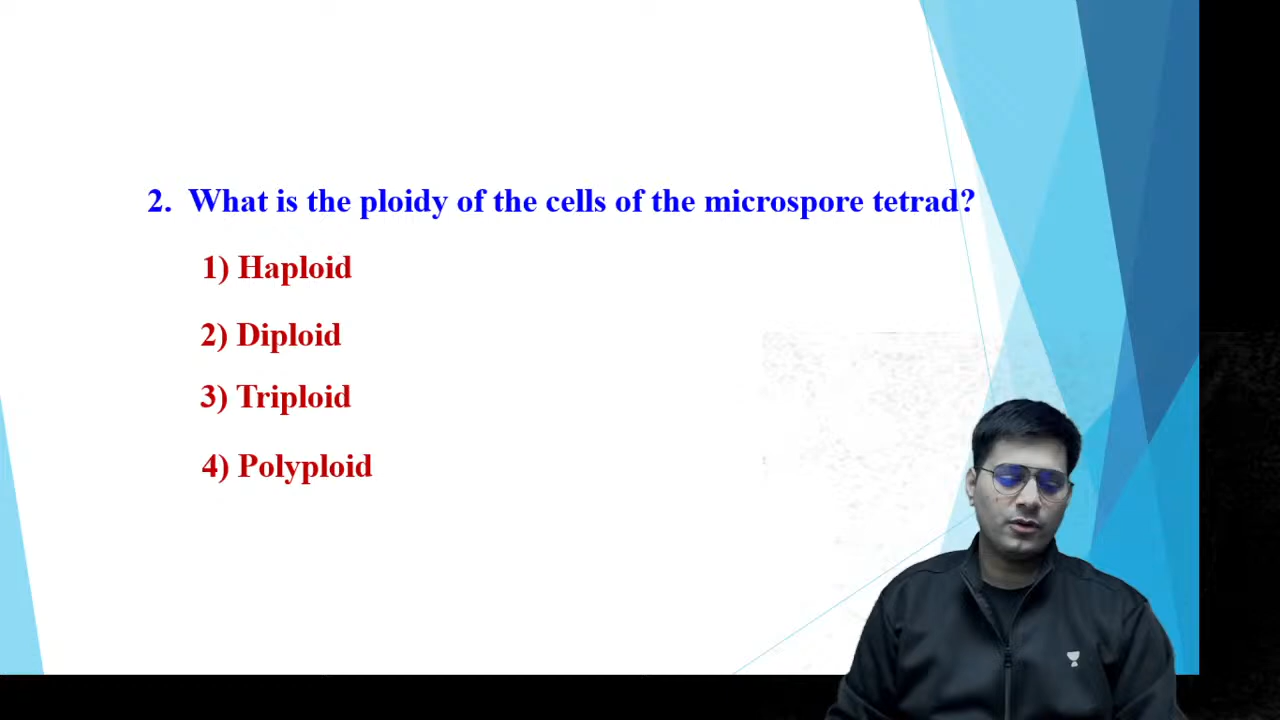 2. What is the ploidy of the cells of the microspore tetrad?
1) Haploid
2) Diploid
3) Triploid
4) Polyploid